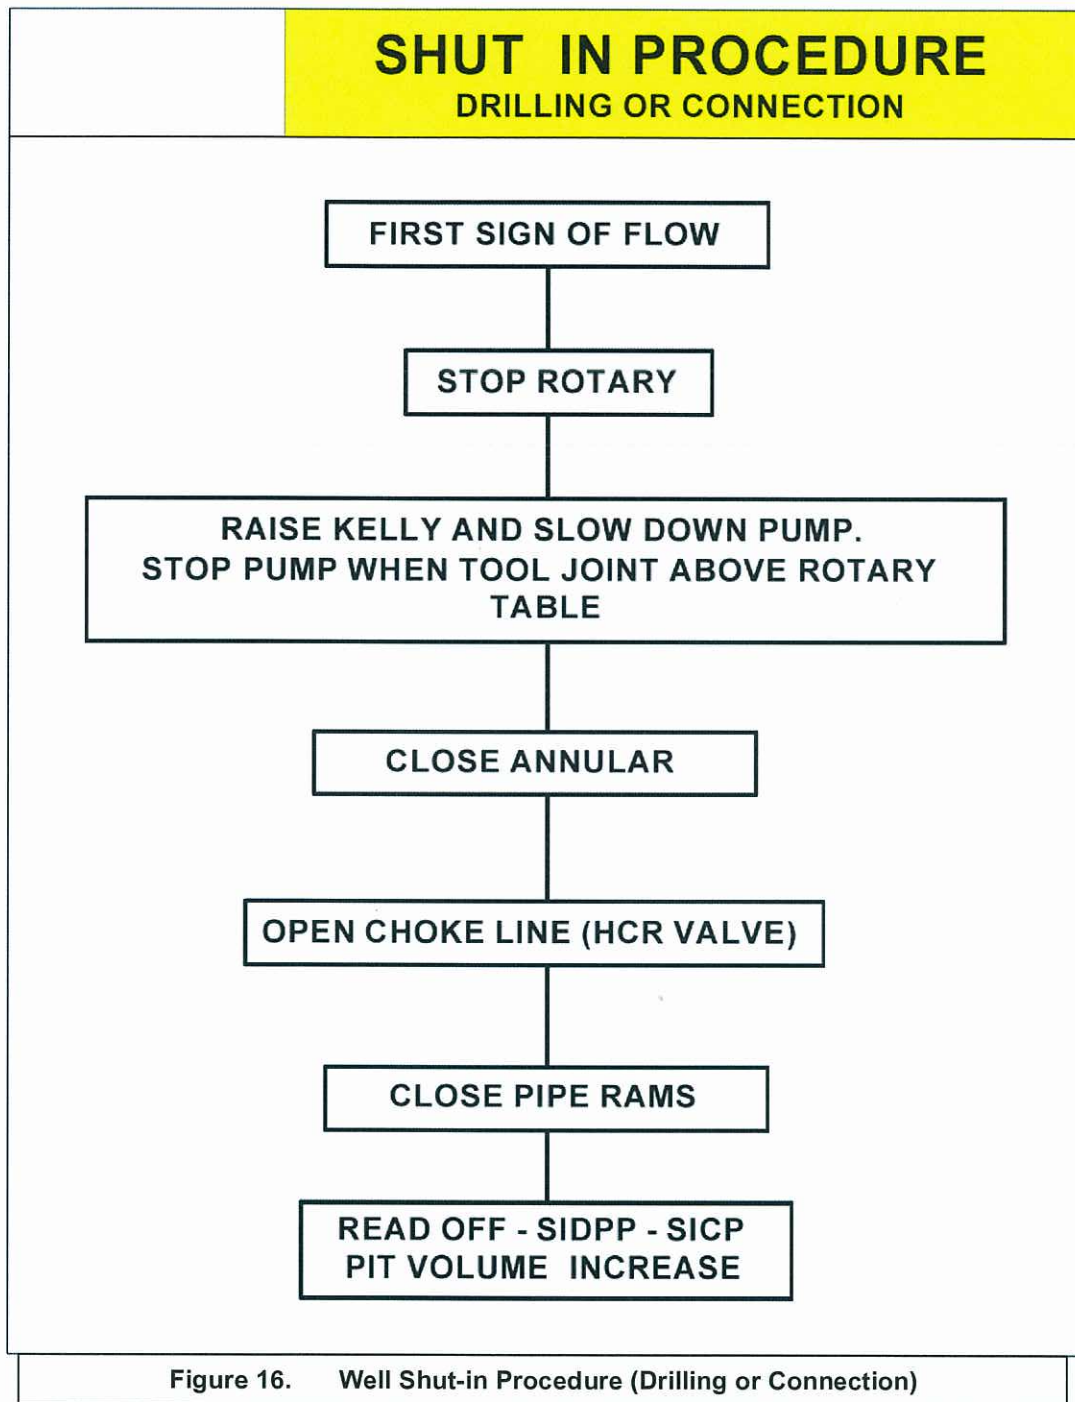 SHUT IN PROCEDURE
DRILLING OR CONNECTION
FIRST SIGN OF FLOW
STOP ROTARY
RAISE KELLY AND SLOW DOWN PUMP.
STOP PUMP WHEN TOOL JOINT ABOVE ROTARY
TABLE
CLOSE ANNULAR
OPEN CHOKE LINE (HCR VALVE)
CLOSE PIPE RAMS
READ OFF - SIDPP - SICP
PIT VOLUME INCREASE
Figure 16. Well Shut-in Procedure (Drilling or Connection)